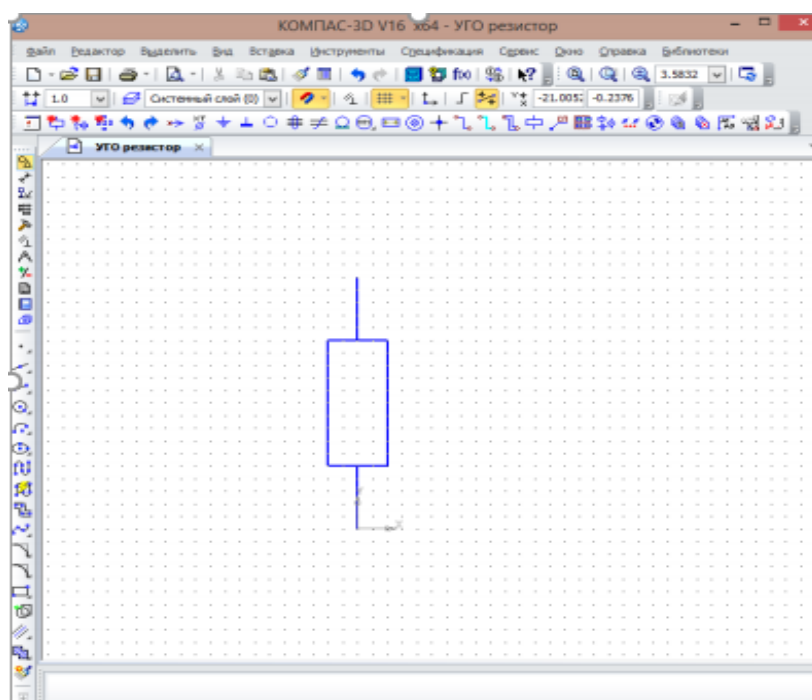 КОМПАС-3D V16 x64 - УГО резистор
Файл Редактор Выделить Вид Вставка Инструменты Спецификация Сервис Окно Справка Библиотеки
f(x) 3.5832
1.0 Системный слой (0) -21.005 -0.2376
УГО резистор
Y
X